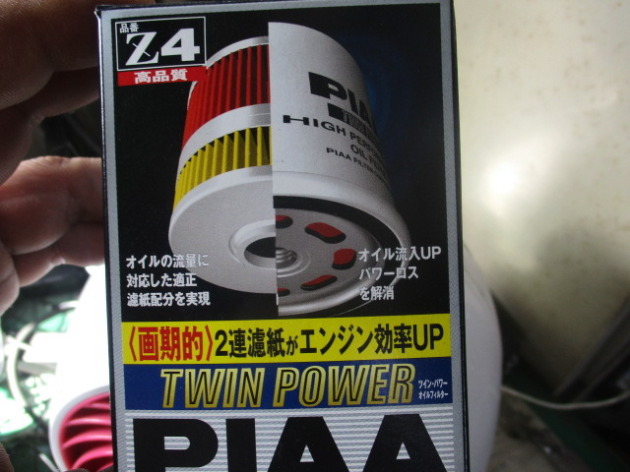 品番
Z4
高品質
PIAA
HIGH PERFO
OIL FI
PIAA FILTER
オイルの流量に
対応した適正
濾紙配分を実現
オイル流入UP
パワーロス
を解消
〈画期的〉2連濾紙がエンジン効率UP
TWIN POWER
ツイン・パワー
オイルフィルター
PIAA